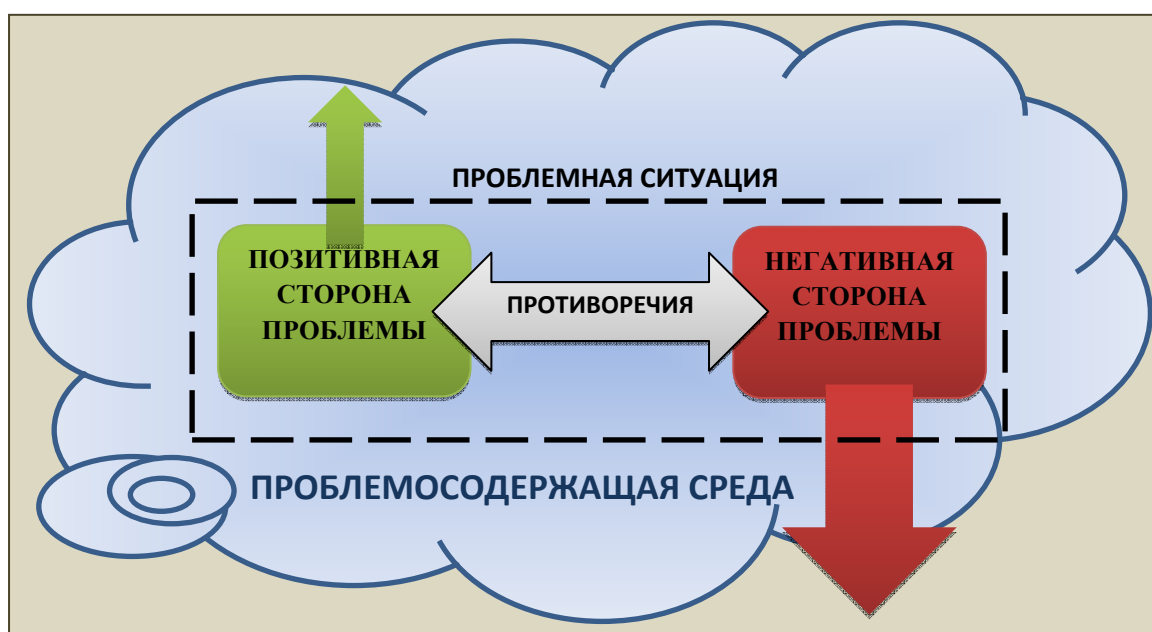 ПРОБЛЕМНАЯ СИТУАЦИЯ
ПОЗИТИВНАЯ
СТОРОНА
ПРОБЛЕМЫ
ПРОТИВОРЕЧИЯ
НЕГАТИВНАЯ
СТОРОНА
ПРОБЛЕМЫ
ПРОБЛЕМОСОДЕРЖАЩАЯ СРЕДА